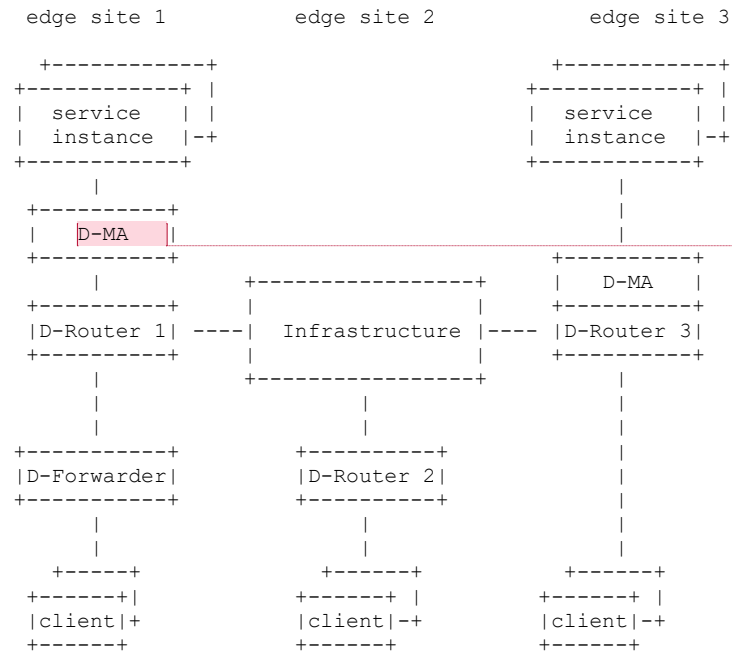 edge site 1 edge site 2 edge site 3
service service
instance instance
D-MA
D-MA
D-Router 1 Infrastructure D-Router 3
D-Forwarder D-Router 2
client client client